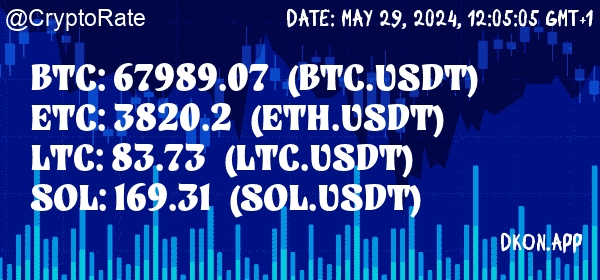 @CryptoRate
DATE: MAY 29, 2024, 12:05:05 GMT+1
BTC: 67989.07 (BTC.USDT)
ETC: 3820.2 (ETH.USDT)
LTC: 83.73 (LTC.USDT)
SOL: 169.31 (SOL.USDT)
DKON.APP